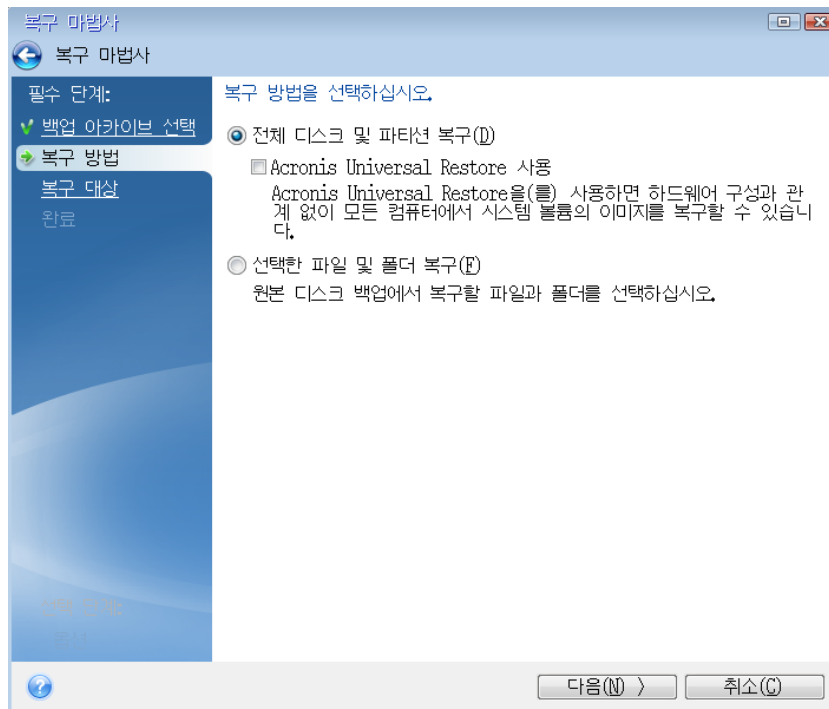 복구 마법사
복구 마법사
필수 단계:
백업 아카이브 선택
복구 방법
복구 대상
완료
복구 방법을 선택하십시오.
전체 디스크 및 파티션 복구(D)
Acronis Universal Restore 사용
Acronis Universal Restore을(를) 사용하면 하드웨어 구성과 관
계 없이 모든 컴퓨터에서 시스템 볼륨의 이미지를 복구할 수 있습니
다.
선택한 파일 및 폴더 복구(F)
원본 디스크 백업에서 복구할 파일과 폴더를 선택하십시오.
다음(N) 〉
취소(C)